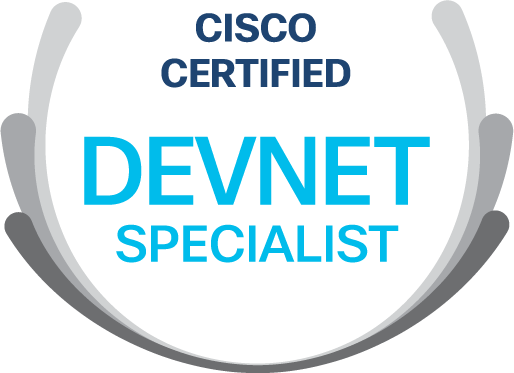 CISCO
CERTIFIED
DEVNET
SPECIALIST